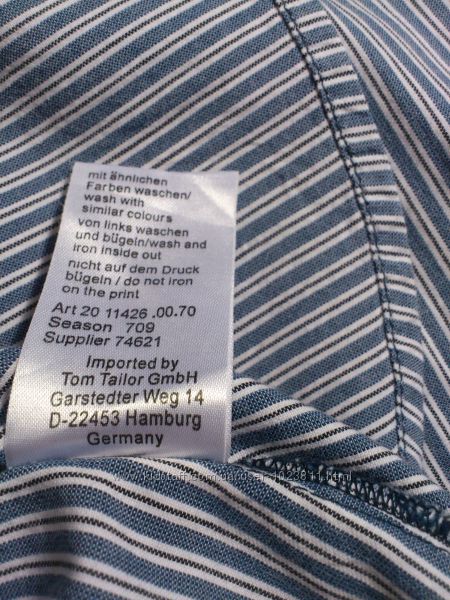 mit ähnlichen
Farben waschen/
wash with
similar colours
von links waschen
und bügeln/wash and
iron inside out
nicht auf dem Druck
bügeln / do not iron
on the print
Art 20 11426 .00.70
Season 709
Supplier 74621
Imported by
Tom Tailor GmbH
Garstedter Weg 14
D-22453 Hamburg
Germany